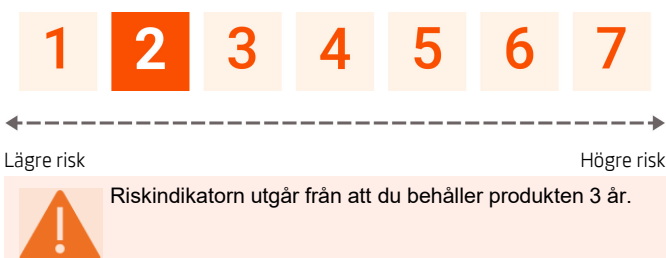 1 2 3 4 5 6 7
Lägre risk Högre risk
Riskindikatorn utgår från att du behåller produkten 3 år.